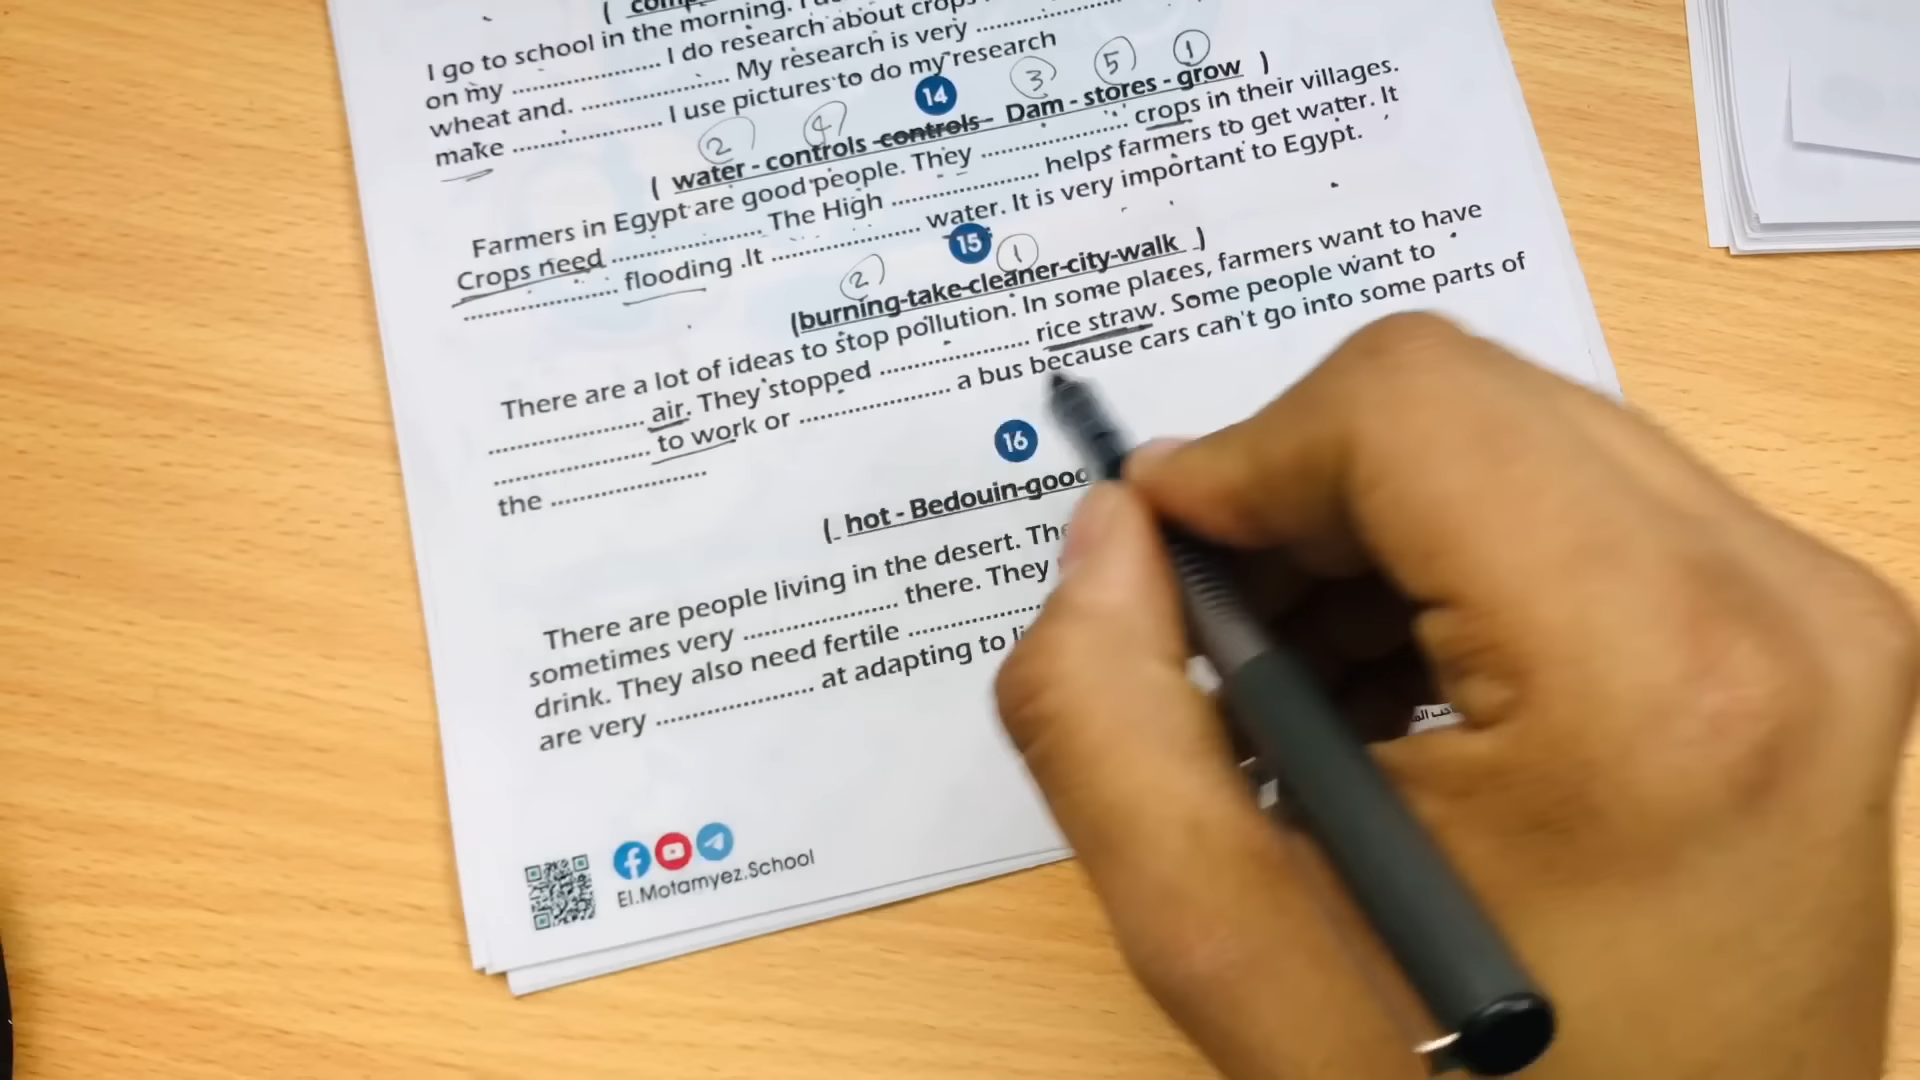 I go to school in the morning. I
on my .................... I do research about crops
wheat and. .................... My research is very ....................
make .................... I use pictures to do my research
14
3 5 1
2 4
( water - controls - controls - Dam - stores - grow )
Farmers in Egypt are good people. They .................... crops in their villages.
Crops need .................... The High .................... helps farmers to get water. It
.................... flooding .It .................... water. It is very important to Egypt.
15
2 1
(burning-take-cleaner-city-walk )
There are a lot of ideas to stop pollution. In some places, farmers want to have
.................... air. They stopped .................... rice straw. Some people want to
.................... to work or .................... a bus because cars can't go into some parts of
the ....................
16
( hot - Bedouin-good
There are people living in the desert.
sometimes very .................... there. They
drink. They also need fertile ....................
are very .................... at adapting to
El.Motamyez.School